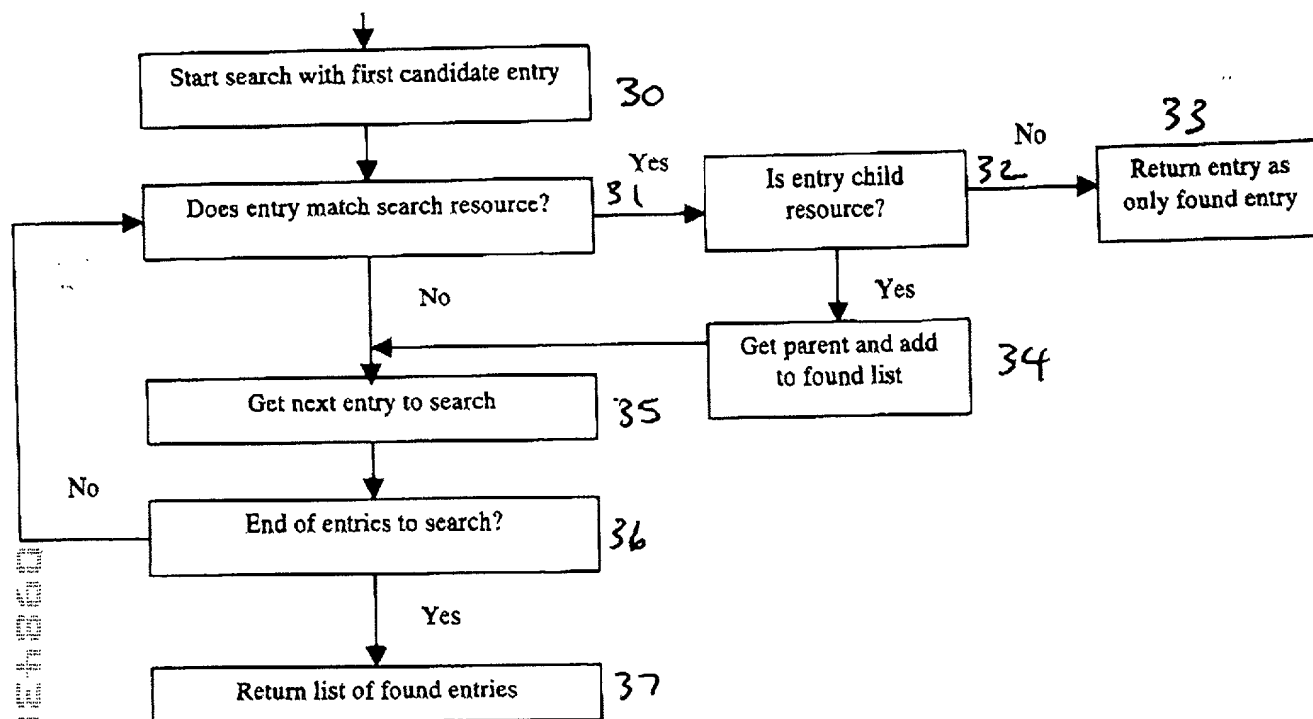 Start search with first candidate entry
30
33
No
Yes
Does entry match search resource?
31
Is entry child
resource?
32
Return entry as
only found entry
No
Yes
Get parent and add
to found list
34
Get next entry to search
35
No
End of entries to search?
36
Yes
Return list of found entries
37